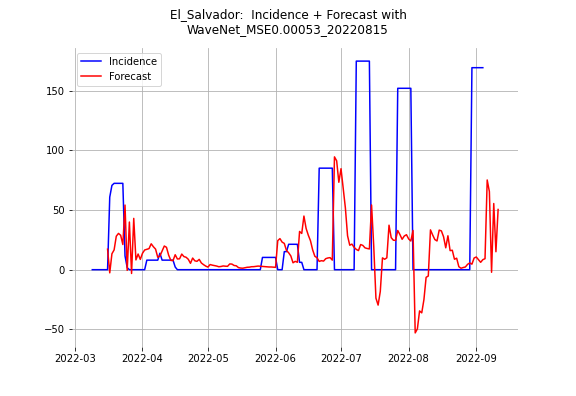 El_Salvador:  Incidence + Forecast with
WaveNet_MSE0.00053_20220815
Incidence
Forecast
150
100
50
0
−50
2022-03 2022-04 2022-05 2022-06 2022-07 2022-08 2022-09